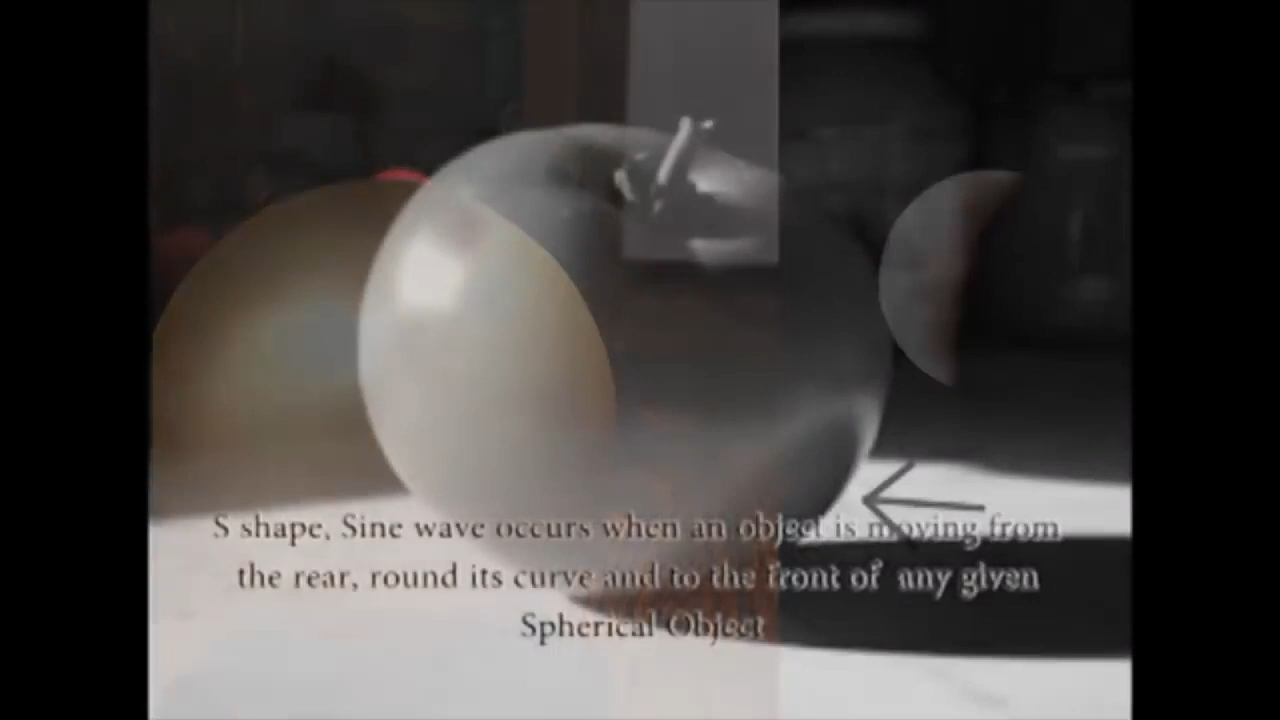 S shape, Sine wave occurs when an object is moving from
the rear, round its curve and to the front of any given
Spherical Object